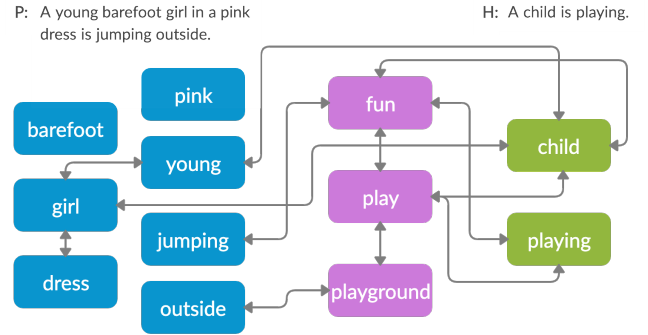 P: A young barefoot girl in a pink
dress is jumping outside.
H: A child is playing.
pink
fun
barefoot
child
young
girl
play
jumping
playing
dress
playground
outside